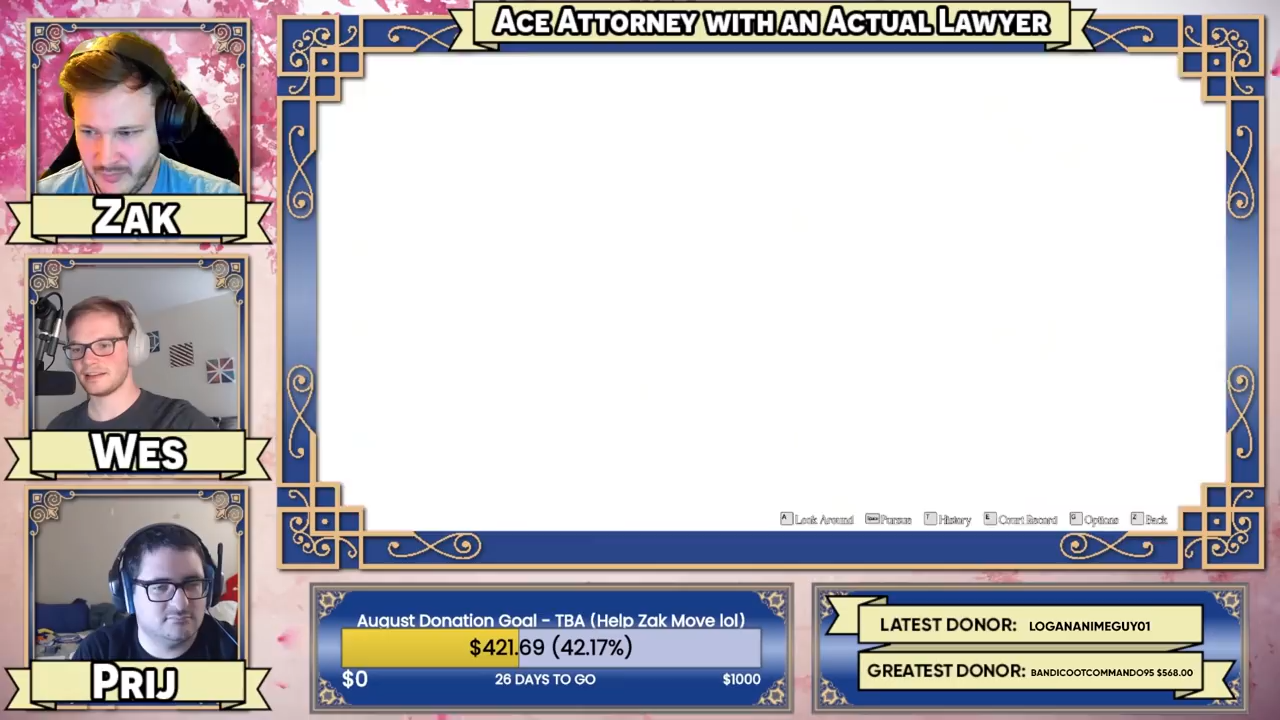 ACE ATTORNEY WITH AN ACTUAL LAWYER
ZAK
WES
PRIJ
A Look Around Pursue T History E Court Record Options Back
August Donation Goal - TBA (Help Zak Move lol)
$421.69 (42.17%)
$0 26 DAYS TO GO $1000
LATEST DONOR: LOGANANIMEGUY01
GREATEST DONOR: BANDICOOTCOMMANDO95 $568.00